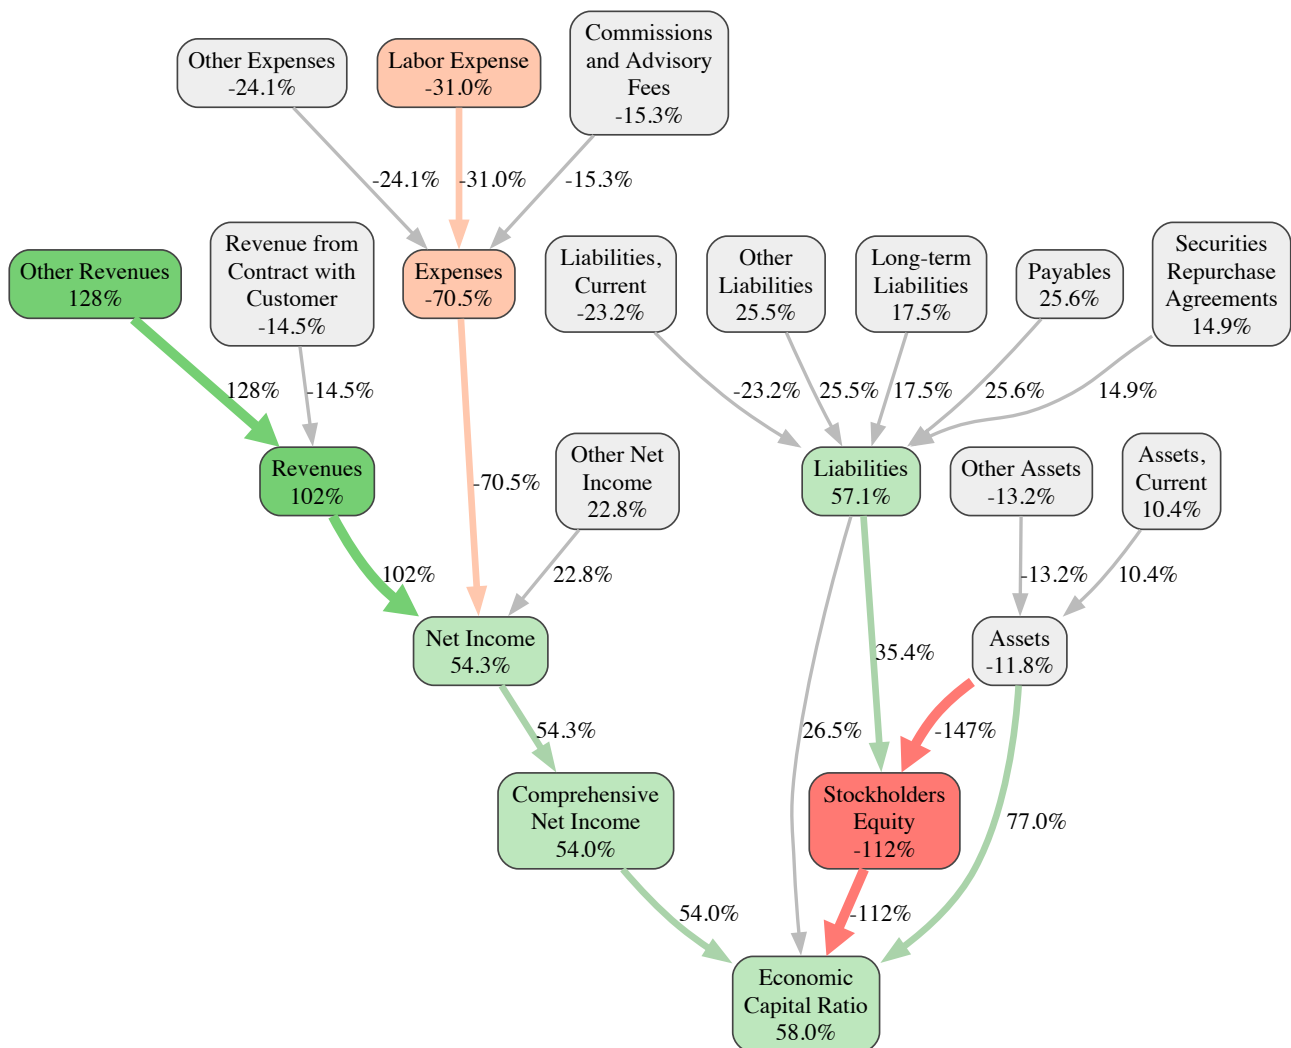 Other Expenses
-24.1%
Labor Expense
-31.0%
Commissions
and Advisory
Fees
-15.3%
-24.1%
-31.0%
-15.3%
Other Revenues
128%
Revenue from
Contract with
Customer
-14.5%
Expenses
-70.5%
Liabilities,
Current
-23.2%
Other
Liabilities
25.5%
Long-term
Liabilities
17.5%
Payables
25.6%
Securities
Repurchase
Agreements
14.9%
128%
-14.5%
-23.2%
25.5%
17.5%
25.6%
14.9%
Revenues
102%
-70.5%
Other Net
Income
22.8%
Liabilities
57.1%
Other Assets
-13.2%
Assets,
Current
10.4%
102%
22.8%
-13.2%
10.4%
Net Income
54.3%
35.4%
Assets
-11.8%
54.3%
26.5%
-147%
Comprehensive
Net Income
54.0%
Stockholders
Equity
-112%
77.0%
54.0%
-112%
Economic
Capital Ratio
58.0%